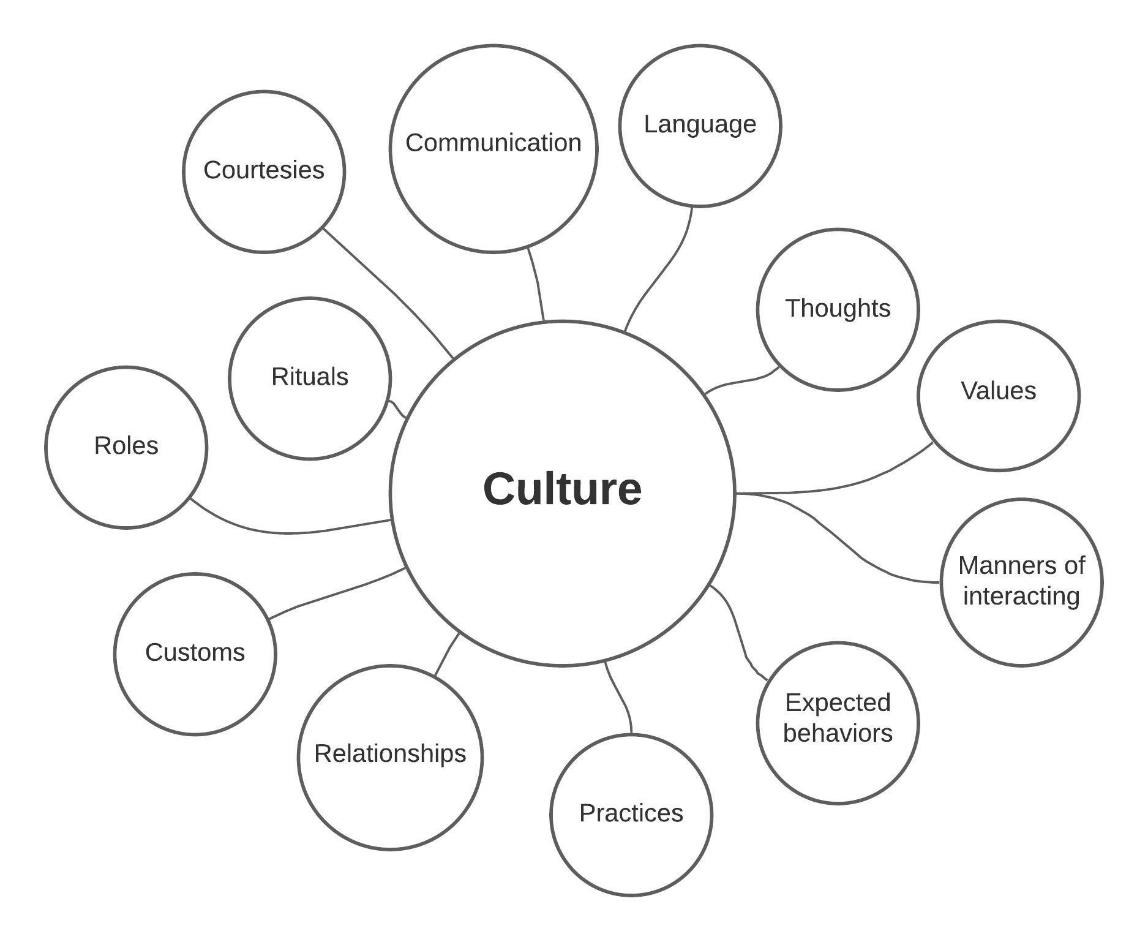 Communication
Language
Courtesies
Thoughts
Rituals
Values
Roles
Culture
Manners of
interacting
Customs
Expected
behaviors
Relationships
Practices